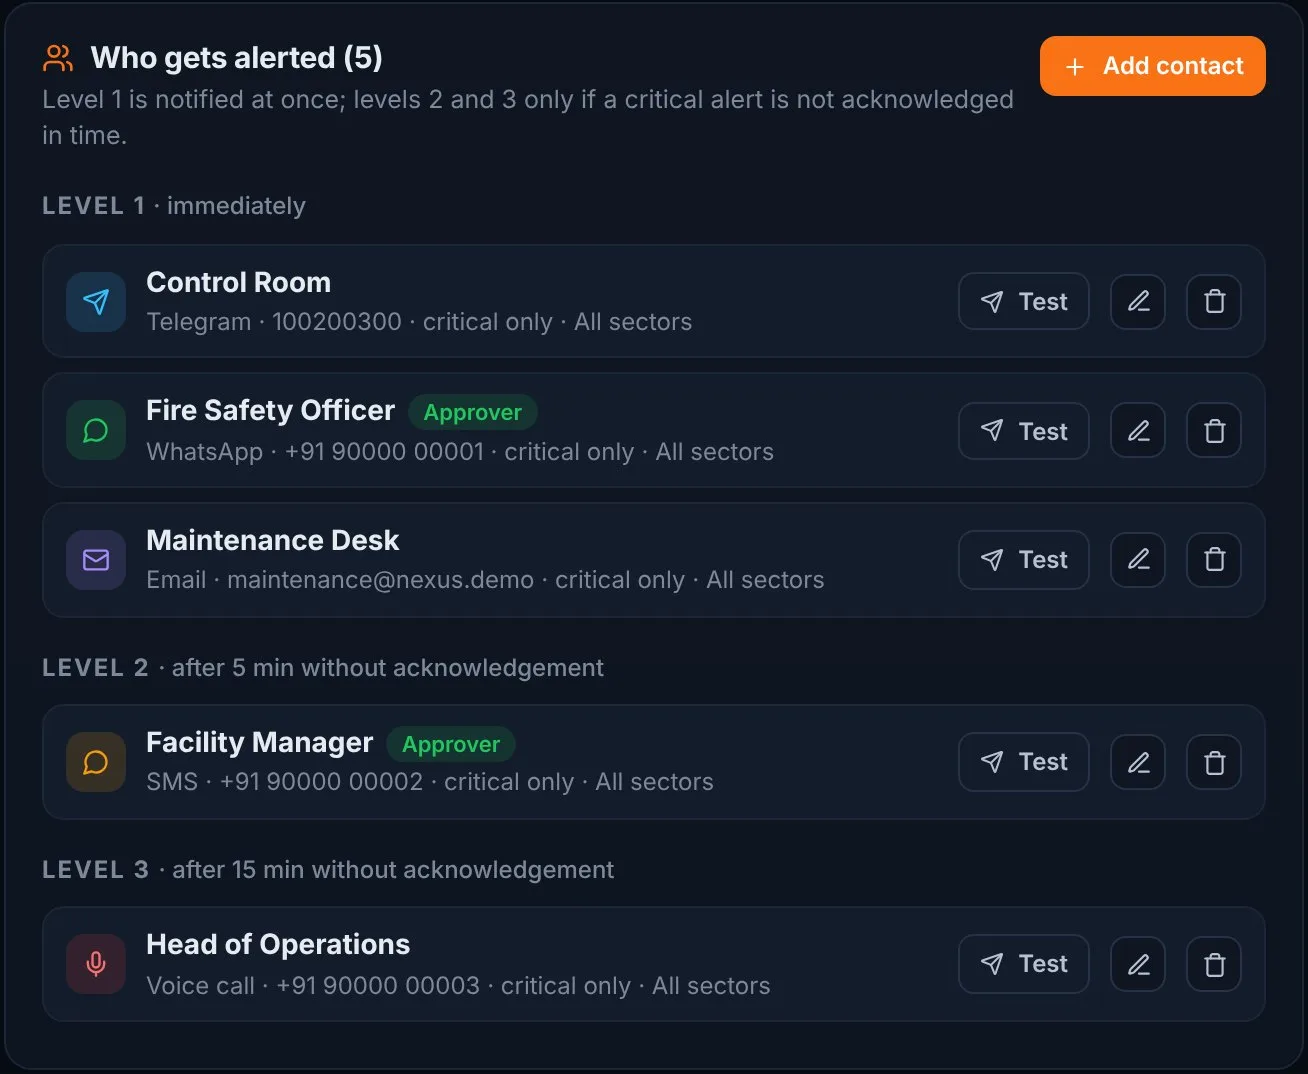 Who gets alerted (5)
Add contact
Level 1 is notified at once; levels 2 and 3 only if a critical alert is not acknowledged
in time.
LEVEL 1 · immediately
Control Room
Telegram · 100200300 · critical only · All sectors
Test
Fire Safety Officer Approver
WhatsApp · +91 90000 00001 · critical only · All sectors
Test
Maintenance Desk
Email · maintenance@nexus.demo · critical only · All sectors
Test
LEVEL 2 · after 5 min without acknowledgement
Facility Manager Approver
SMS · +91 90000 00002 · critical only · All sectors
Test
LEVEL 3 · after 15 min without acknowledgement
Head of Operations
Voice call · +91 90000 00003 · critical only · All sectors
Test